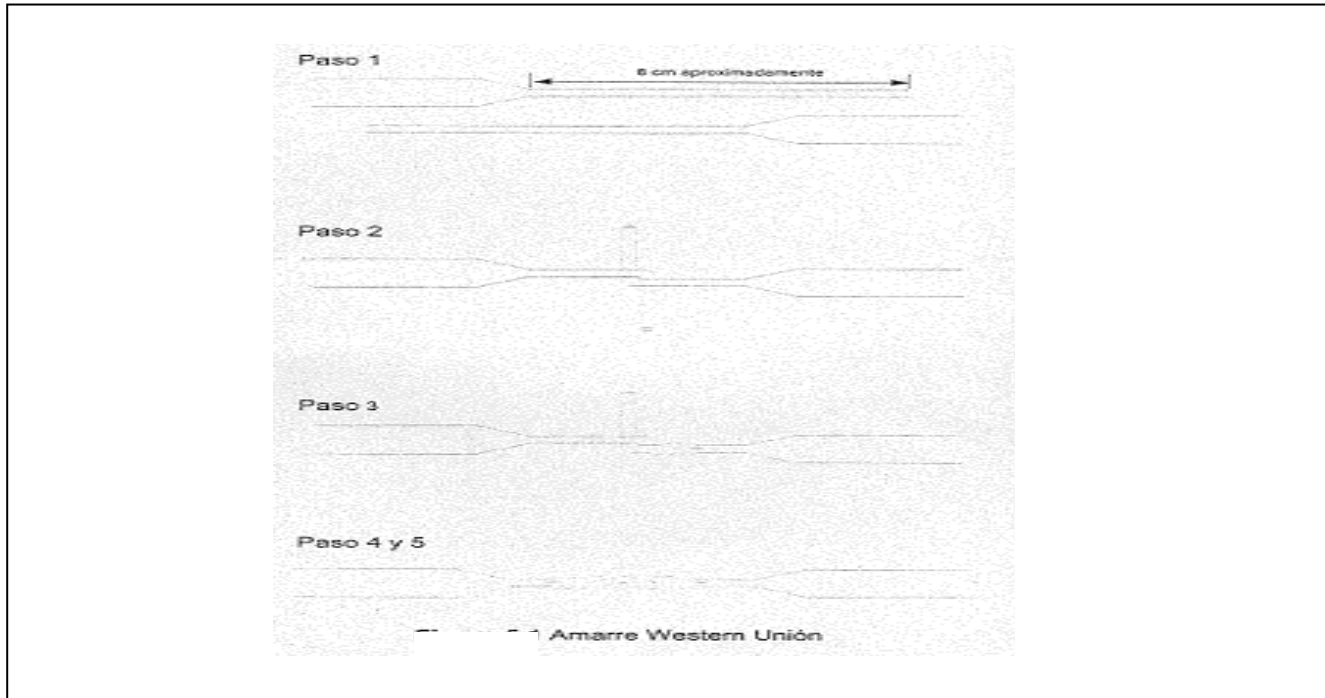 Paso 1
6 cm aproximadamente
Paso 2
Paso 3
Paso 4 y 5
Amarre Western Unión